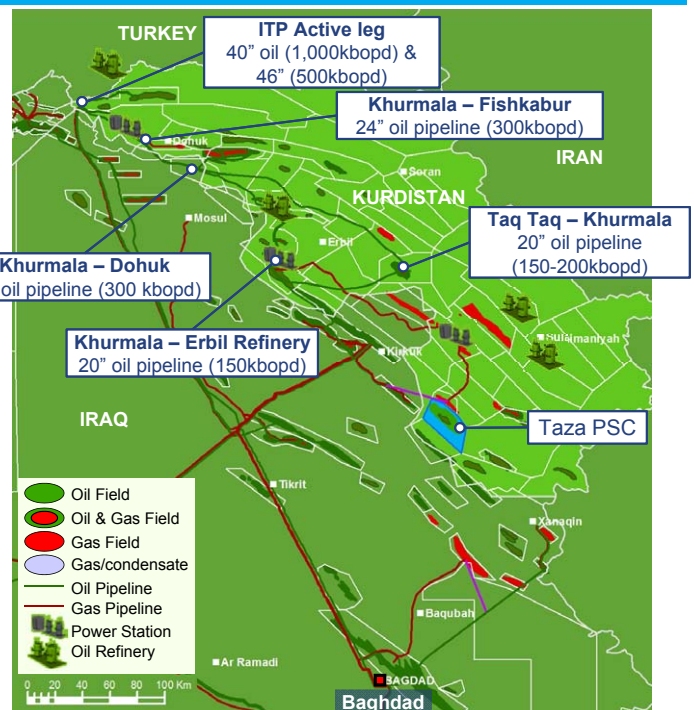 TURKEY
ITP Active leg
40” oil (1,000kbopd) &
46” (500kbopd)
Khurmala – Fishkabur
24” oil pipeline (300kbopd)
Dohuk
IRAN
Soran
KURDISTAN
Mosul
Erbil
Taq Taq – Khurmala
20” oil pipeline
(150-200kbopd)
Khurmala – Dohuk
oil pipeline (300 kbopd)
Khurmala – Erbil Refinery
20” oil pipeline (150kbopd)
Kirkuk
Sulaimaniyah
IRAQ
Taza PSC
Tikrit
Xanaqin
Oil Field
Oil & Gas Field
Gas Field
Gas/condensate
Oil Pipeline
Gas Pipeline
Power Station
Oil Refinery
Baqubah
Ar Ramadi
0 20 40 60 80 100 Km
BAGDAD
Baghdad